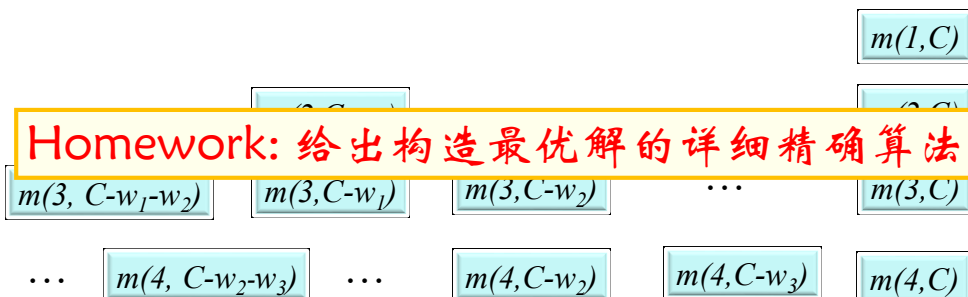 m(1,C)
Homework: 给出构造最优解的详细精确算法
m(3, C-w1-w2) m(3,C-w1) m(3,C-w2) ... m(3,C)
... m(4, C-w2-w3) ... m(4,C-w2) m(4,C-w3) m(4,C)